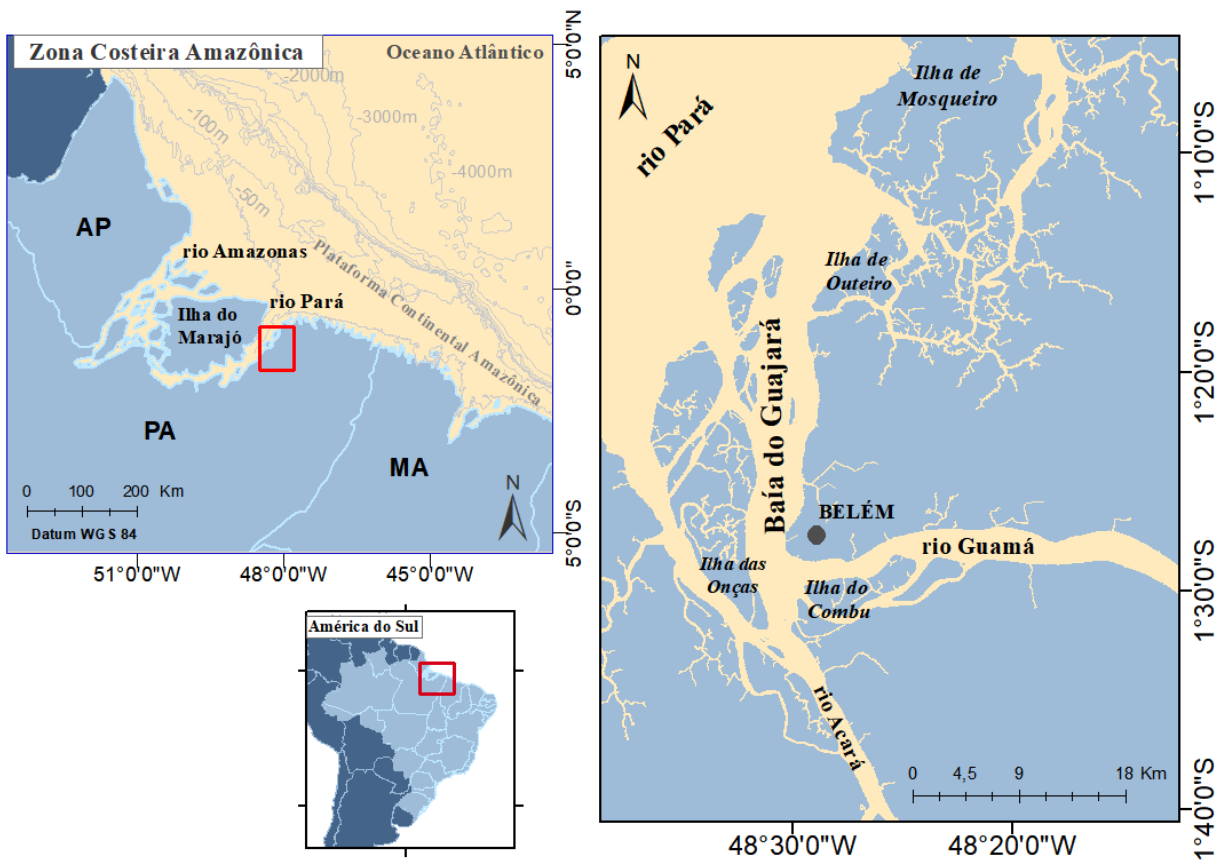 Zona Costeira Amazônica
Oceano Atlântico
-2000m
-3000m
-100m
-4000m
-50m
AP
rio Amazonas
Plataforma Continental Amazônica
rio Pará
Ilha do
Marajó
PA
MA
0 100 200 Km
Datum WGS 84
N
5°0'0"N
0°0'0"
5°0'0"S
51°0'0"W 48°0'0"W 45°0'0"W
América do Sul
N
rio Pará
Ilha de
Mosqueiro
Ilha de
Outeiro
Baía do Guajará
BELÉM
rio Guamá
Ilha das
Onças
Ilha do
Combu
rio Acará
0 4,5 9 18 Km
1°10'0"S
1°20'0"S
1°30'0"S
1°40'0"S
48°30'0"W 48°20'0"W